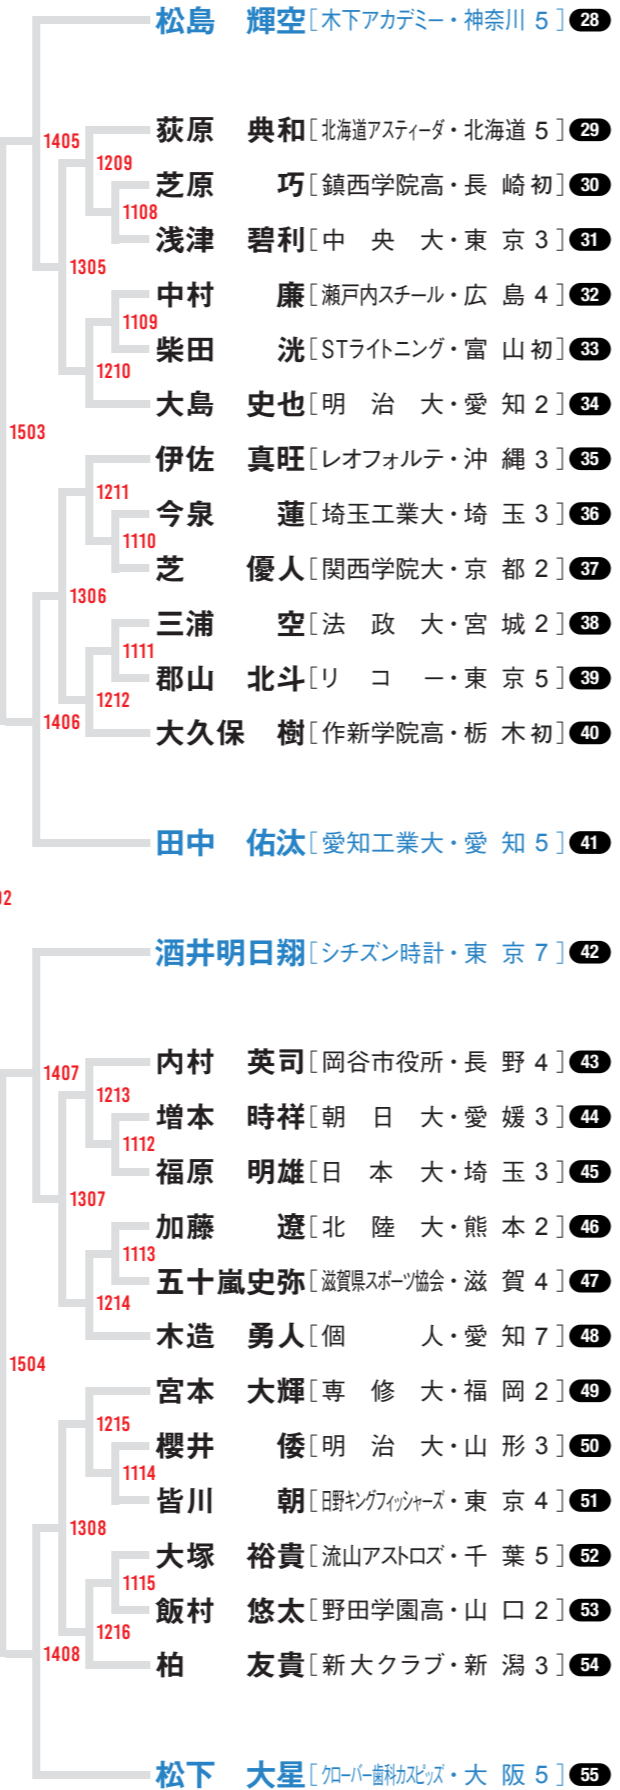 松島　輝空［木下アカデミー・神奈川 5］28
1405
荻原　典和［北海道アスティーダ・北海道 5］29
1209
芝原　　巧［鎮西学院高・長　崎 初］30
1108
浅津　碧利［中　央　大・東　京 3］31
1305
中村　　廉［瀬戸内スチール・広　島 4］32
1109
柴田　　洸［STライトニング・富　山 初］33
1210
大島　史也［明　治　大・愛　知 2］34
1503
伊佐　真旺［レオフォルテ・沖　縄 3］35
1211
今泉　　蓮［埼玉工業大・埼　玉 3］36
1110
芝　　優人［関西学院大・京　都 2］37
1306
三浦　　空［法　政　大・宮　城 2］38
1111
郡山　北斗［リ　コ　ー・東　京 5］39
1212
1406
大久保　樹［作新学院高・栃　木 初］40
田中　佑汰［愛知工業大・愛　知 5］41
02
酒井明日翔［シチズン時計・東　京 7］42
1407
内村　英司［岡谷市役所・長　野 4］43
1213
増本　時祥［朝　日　大・愛　媛 3］44
1112
福原　明雄［日　本　大・埼　玉 3］45
1307
加藤　　遼［北　陸　大・熊　本 2］46
1113
五十嵐史弥［滋賀県スポーツ協会・滋　賀 4］47
1214
木造　勇人［個　　　人・愛　知 7］48
1504
宮本　大輝［専　修　大・福　岡 2］49
1215
櫻井　　倭［明　治　大・山　形 3］50
1114
皆川　　朝［日野キングフィッシャーズ・東　京 4］51
1308
大塚　裕貴［流山アストロズ・千　葉 5］52
1115
飯村　悠太［野田学園高・山　口 2］53
1216
1408
柏　　友貴［新大クラブ・新　潟 3］54
松下　大星［クローバー歯科カスピッズ・大　阪 5］55